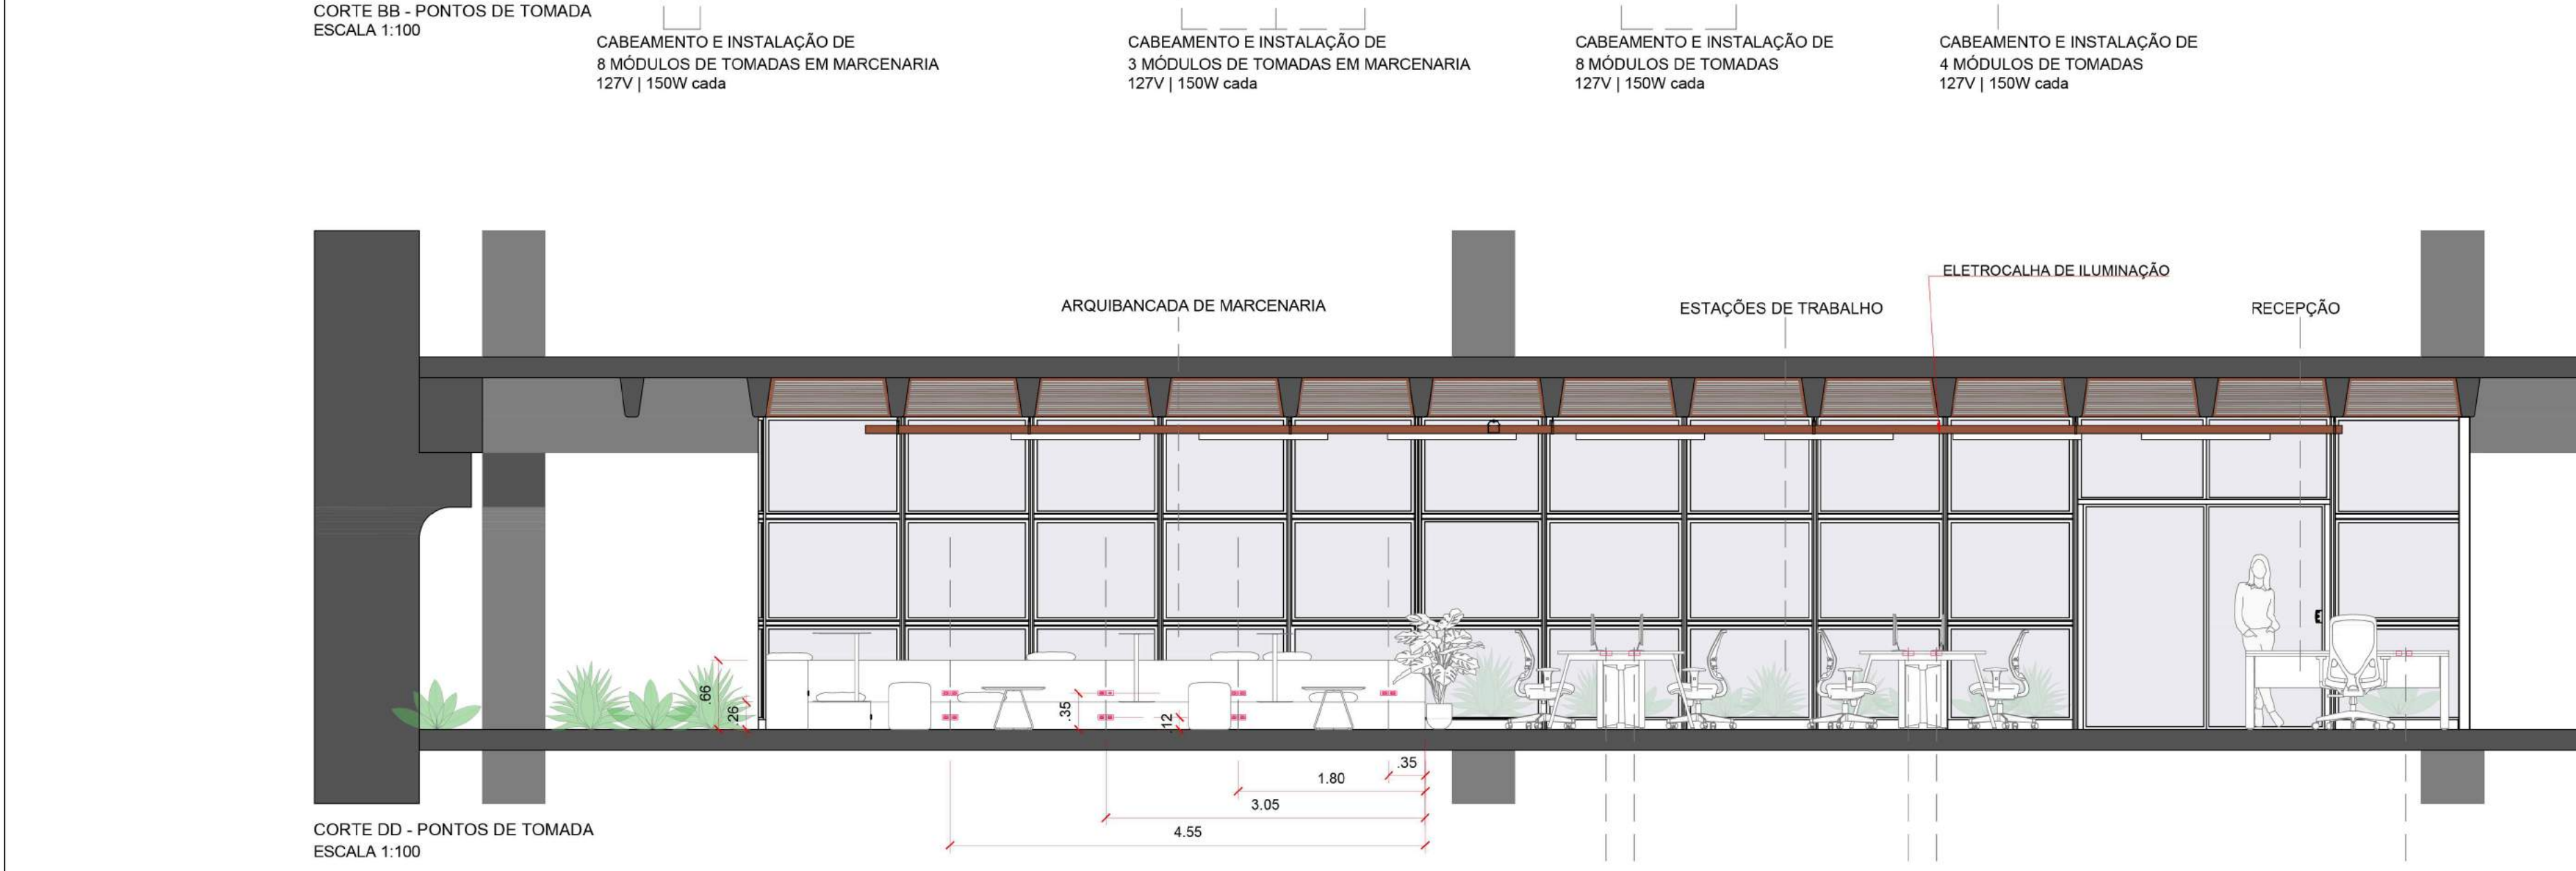 CORTE BB - PONTOS DE TOMADA
ESCALA 1:100
CABEAMENTO E INSTALAÇÃO DE
8 MÓDULOS DE TOMADAS EM MARCENARIA
127V | 150W cada
CABEAMENTO E INSTALAÇÃO DE
3 MÓDULOS DE TOMADAS EM MARCENARIA
127V | 150W cada
CABEAMENTO E INSTALAÇÃO DE
8 MÓDULOS DE TOMADAS
127V | 150W cada
CABEAMENTO E INSTALAÇÃO DE
4 MÓDULOS DE TOMADAS
127V | 150W cada
ELETROCALHA DE ILUMINAÇÃO
ARQUIBANCADA DE MARCENARIA
ESTAÇÕES DE TRABALHO
RECEPÇÃO
.66
.26
.35
.12
.35
1.80
3.05
4.55
CORTE DD - PONTOS DE TOMADA
ESCALA 1:100